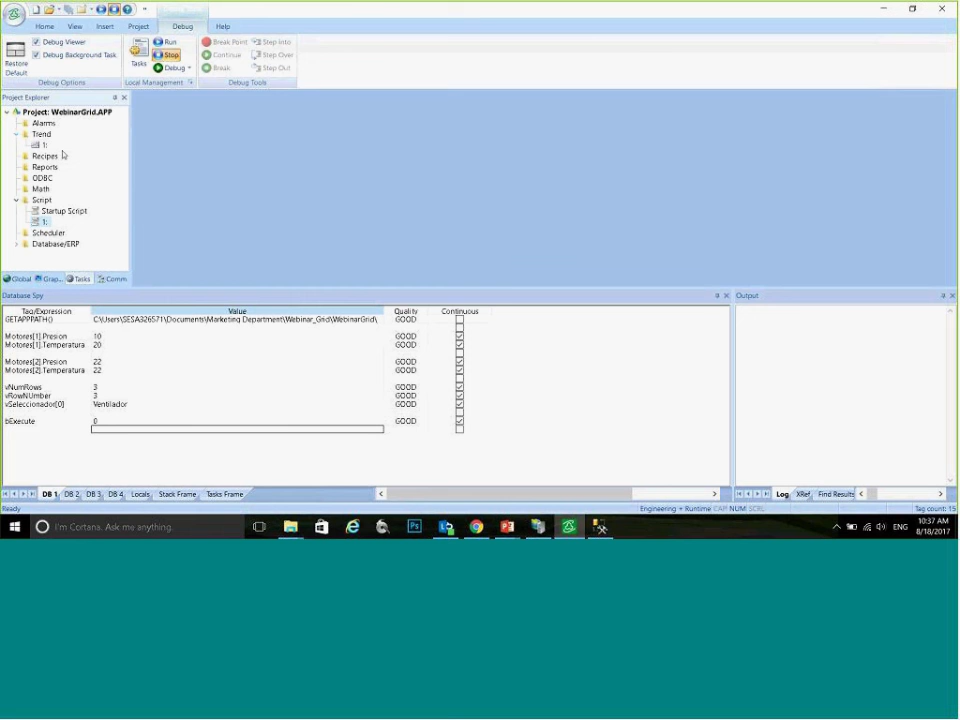 Home View Insert Project Debug Help
Debug Viewer
Debug Background Task
Restore Default
Debug Options
Tasks
Run
Stop
Debug
Local Management
Break Point Step Into
Continue Step Over
Break Step Out
Debug Tools
Project Explorer
Project: WebinarGrid.APP
Alarms
Trend
1:
Recipes
Reports
ODBC
Math
Script
Startup Script
1:
Scheduler
Database/ERP
Global Grap... Tasks Comm
Database Spy
Output
Tag/Expression Value Quality Continuous
GETAPPPATH() C:\Users\SESA326571\Documents\Marketing Department\Webinar_Grid\WebinarGrid\ GOOD
Motores[1].Presion 10 GOOD
Motores[1].Temperatura 20 GOOD
Motores[2].Presion 22 GOOD
Motores[2].Temperatura 22 GOOD
vNumRows 3 GOOD
vRowNUmber 3 GOOD
vSeleccionador[0] Ventilador GOOD
bExecute 0 GOOD
DB 1 DB 2 DB 3 DB 4 Locals Stack Frame Tasks Frame
Log XRef Find Results
Ready
Engineering + Runtime CAP NUM SCRL
Tag count: 15
I'm Cortana. Ask me anything.
ENG
10:37 AM
8/18/2017